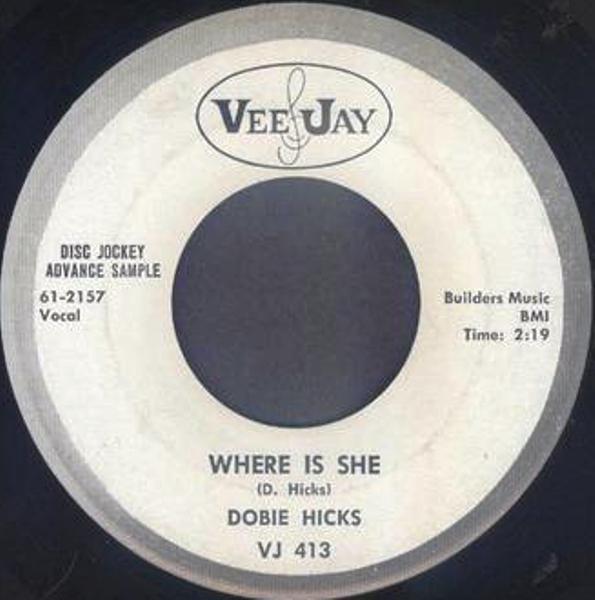 VEE JAY
DISC JOCKEY
ADVANCE SAMPLE
61-2157
Vocal
Builders Music
BMI
Time: 2:19
WHERE IS SHE
(D. Hicks)
DOBIE HICKS
VJ 413